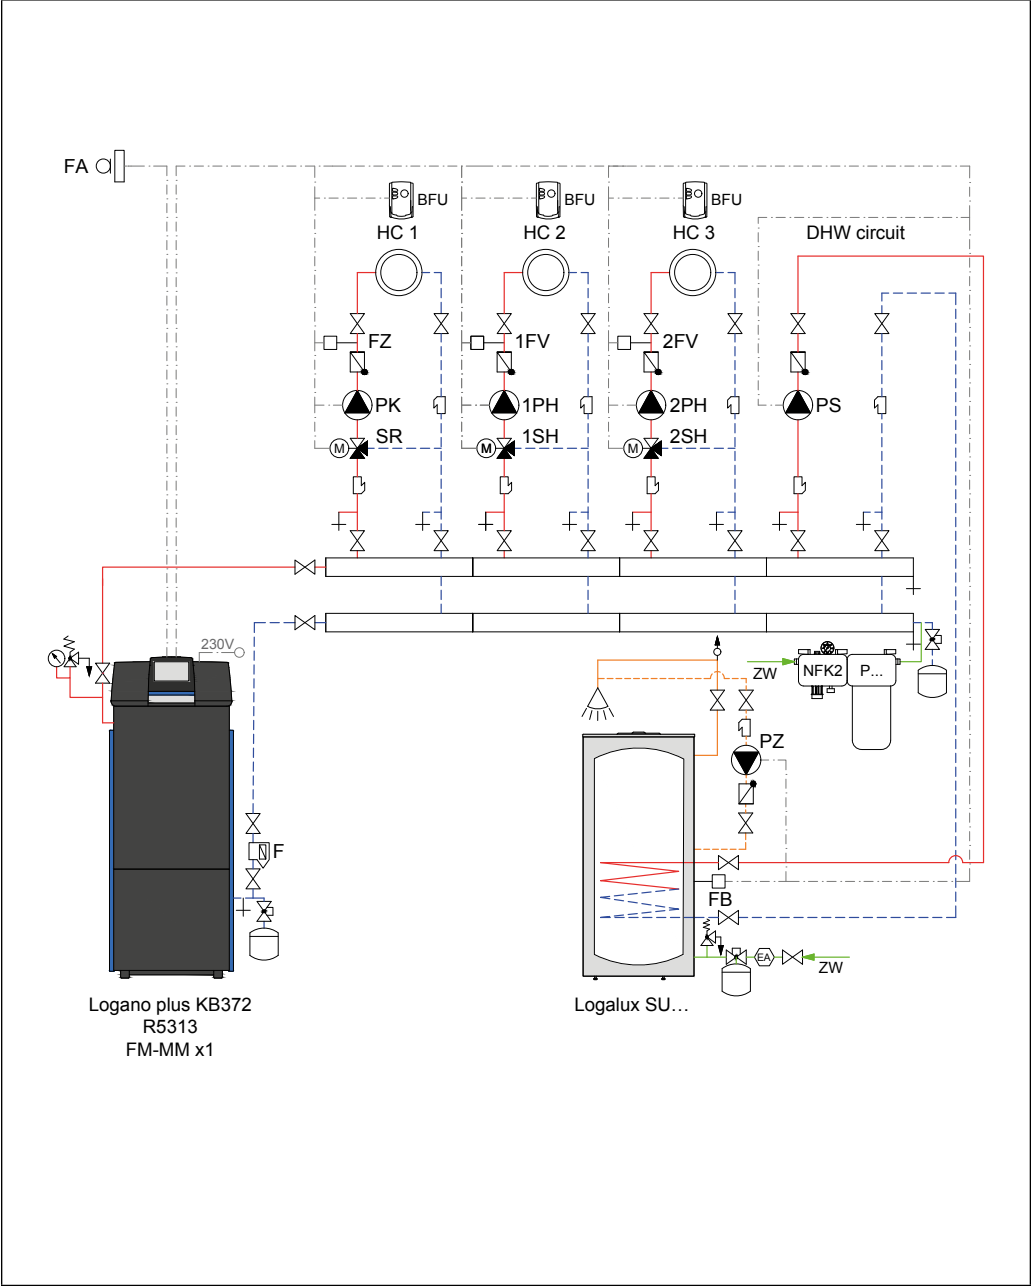 FA
BFU
BFU
BFU
HC 1
HC 2
HC 3
DHW circuit
FZ
1FV
2FV
PK
1PH
2PH
PS
SR
1SH
2SH
M
M
M
230V
ZW
NFK2
P...
PZ
F
FB
EA
ZW
Logano plus KB372
R5313
FM-MM x1
Logalux SU...